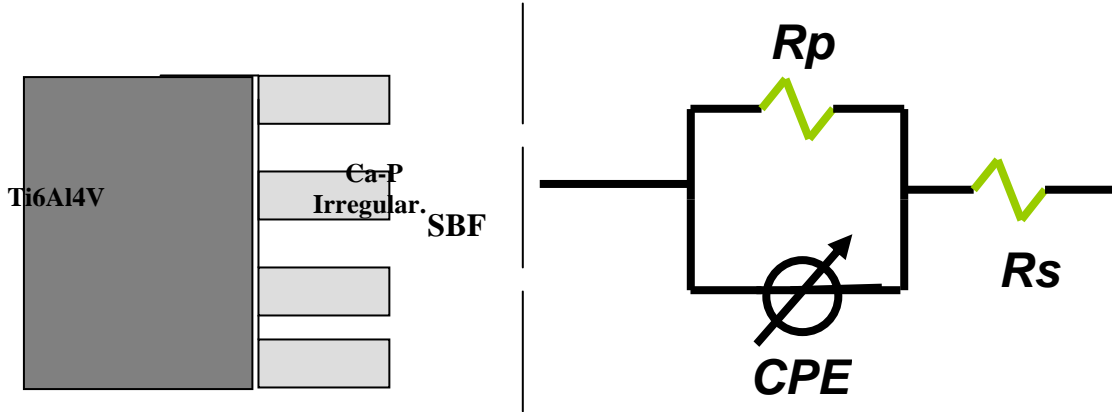 Ti6Al4V
Ca-P
Irregular.
SBF
Rp
Rs
CPE